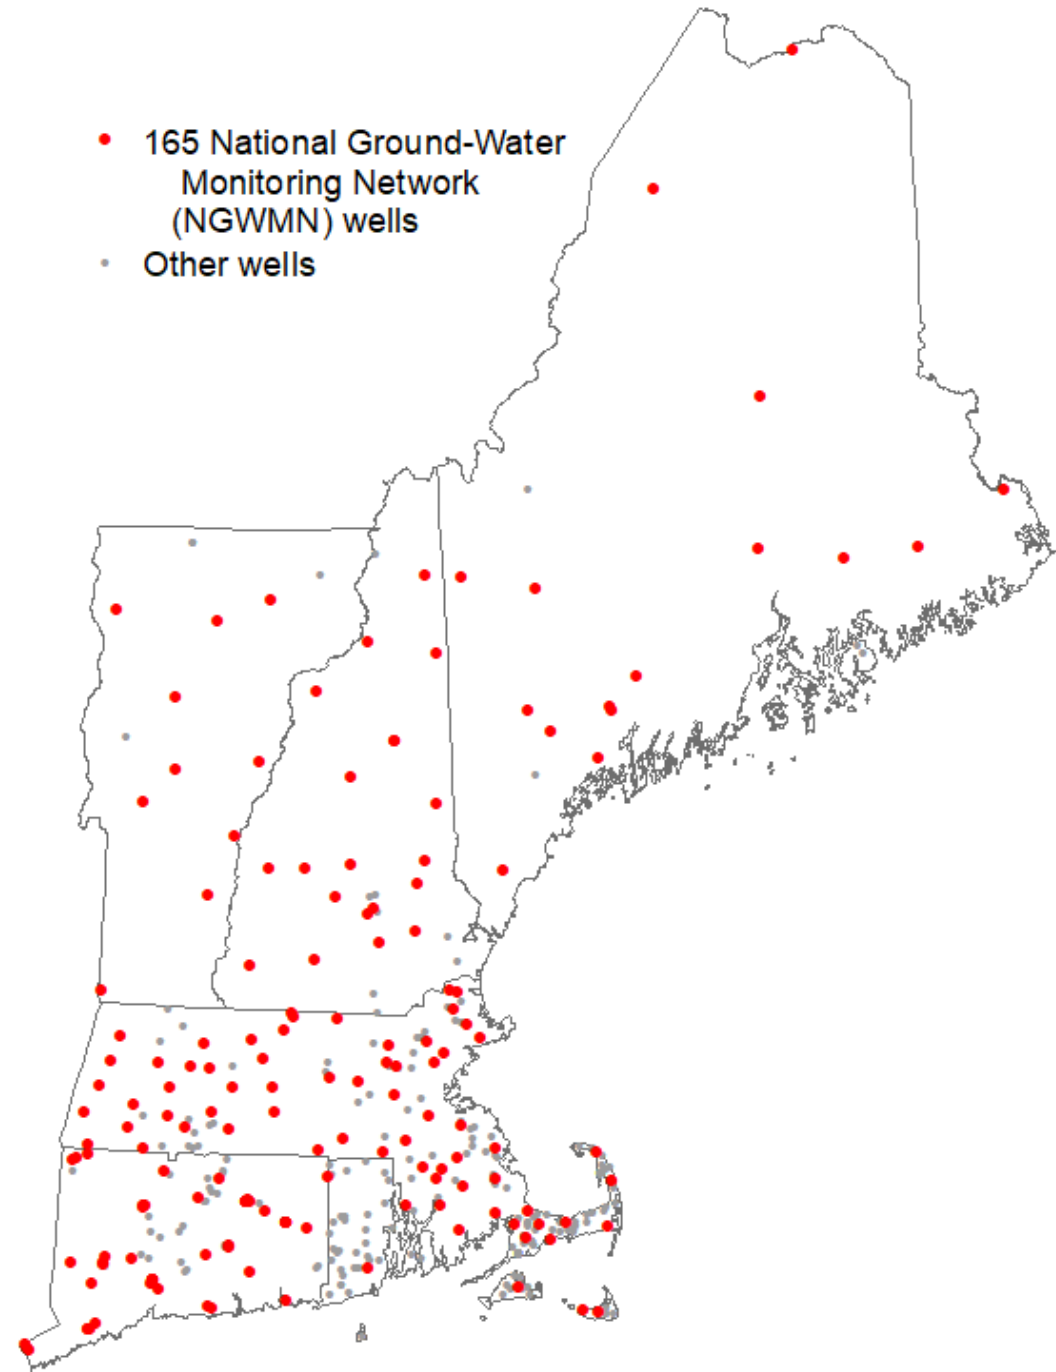 165 National Ground-Water
Monitoring Network
(NGWMN) wells
Other wells